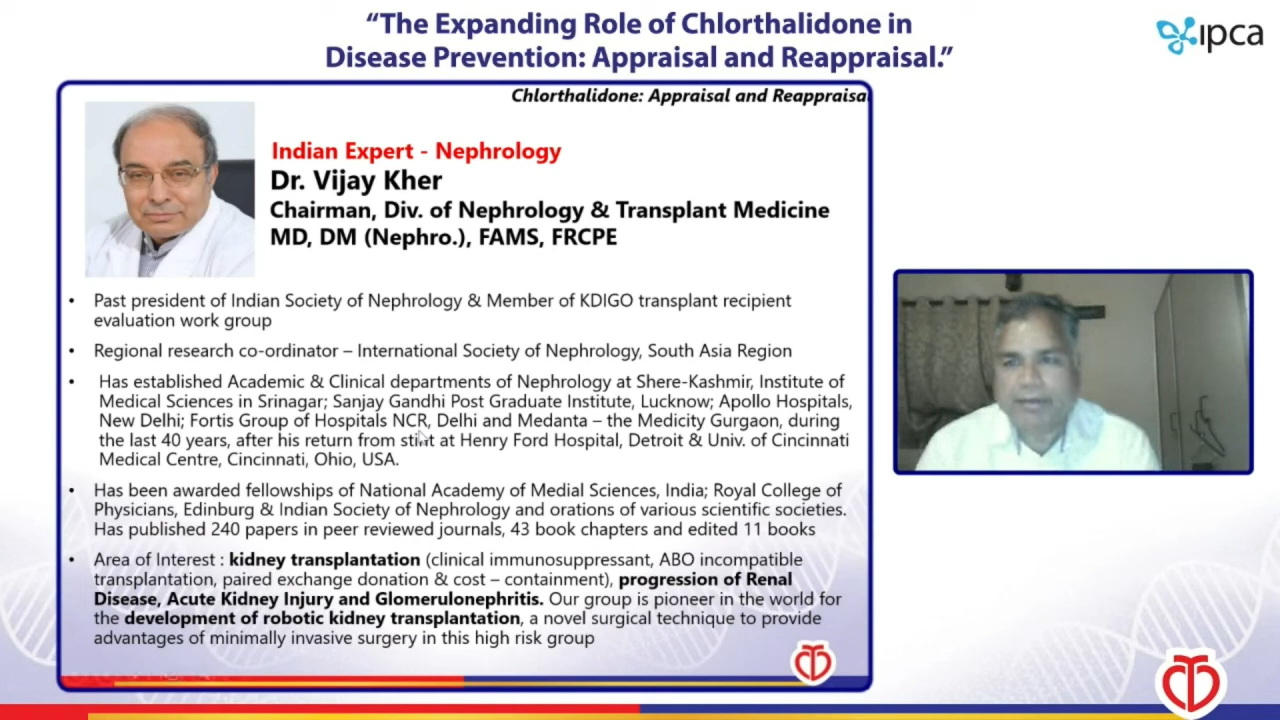 “The Expanding Role of Chlorthalidone in
Disease Prevention: Appraisal and Reappraisal.”
ipca
Chlorthalidone: Appraisal and Reappraisal
Indian Expert - Nephrology
Dr. Vijay Kher
Chairman, Div. of Nephrology & Transplant Medicine
MD, DM (Nephro.), FAMS, FRCPE
• Past president of Indian Society of Nephrology & Member of KDIGO transplant recipient
evaluation work group
• Regional research co-ordinator – International Society of Nephrology, South Asia Region
• Has established Academic & Clinical departments of Nephrology at Shere-Kashmir, Institute of
Medical Sciences in Srinagar; Sanjay Gandhi Post Graduate Institute, Lucknow; Apollo Hospitals,
New Delhi; Fortis Group of Hospitals NCR, Delhi and Medanta – the Medicity Gurgaon, during
the last 40 years, after his return from stint at Henry Ford Hospital, Detroit & Univ. of Cincinnati
Medical Centre, Cincinnati, Ohio, USA.
• Has been awarded fellowships of National Academy of Medial Sciences, India; Royal College of
Physicians, Edinburg & Indian Society of Nephrology and orations of various scientific societies.
Has published 240 papers in peer reviewed journals, 43 book chapters and edited 11 books
• Area of Interest : kidney transplantation (clinical immunosuppressant, ABO incompatible
transplantation, paired exchange donation & cost – containment), progression of Renal
Disease, Acute Kidney Injury and Glomerulonephritis. Our group is pioneer in the world for
the development of robotic kidney transplantation, a novel surgical technique to provide
advantages of minimally invasive surgery in this high risk group